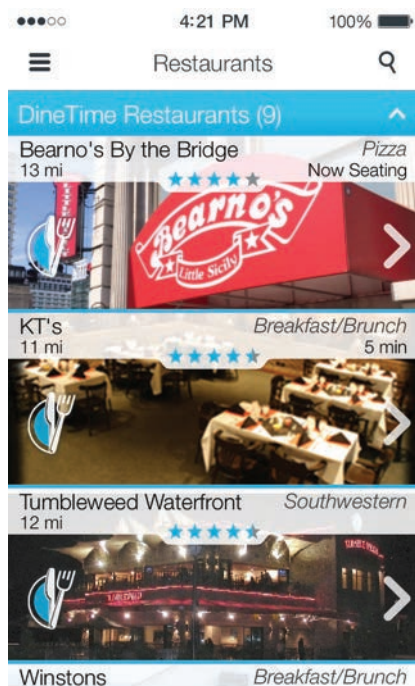 4:21 PM 100%
Restaurants
DineTime Restaurants (9)
Bearno's By the Bridge Pizza
13 mi Now Seating
Bearno's
Little Sicily
KT's Breakfast/Brunch
11 mi 5 min
Tumbleweed Waterfront Southwestern
12 mi
Winstons Breakfast/Brunch